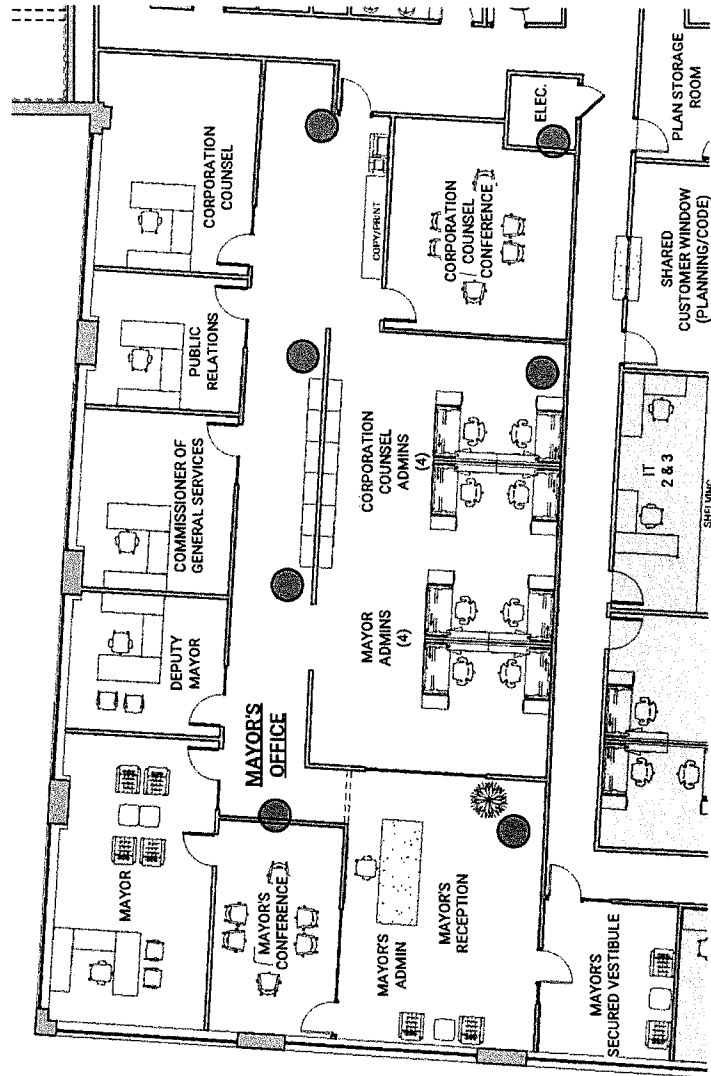 CORPORATION
COUNSEL
PUBLIC
RELATIONS
COMMISSIONER OF
GENERAL SERVICES
DEPUTY
MAYOR
MAYOR
MAYOR'S
OFFICE
MAYOR'S
CONFERENCE
MAYOR'S
ADMIN
MAYOR'S
RECEPTION
MAYOR'S
SECURED VESTIBULE
MAYOR
ADMINS
(4)
CORPORATION
COUNSEL
ADMINS
(4)
COPY/PRINT
CORPORATION
COUNSEL
CONFERENCE
ELEC.
PLAN STORAGE
ROOM
SHARED
CUSTOMER WINDOW
(PLANNING/CODE)
IT
2 & 3
SHELVING